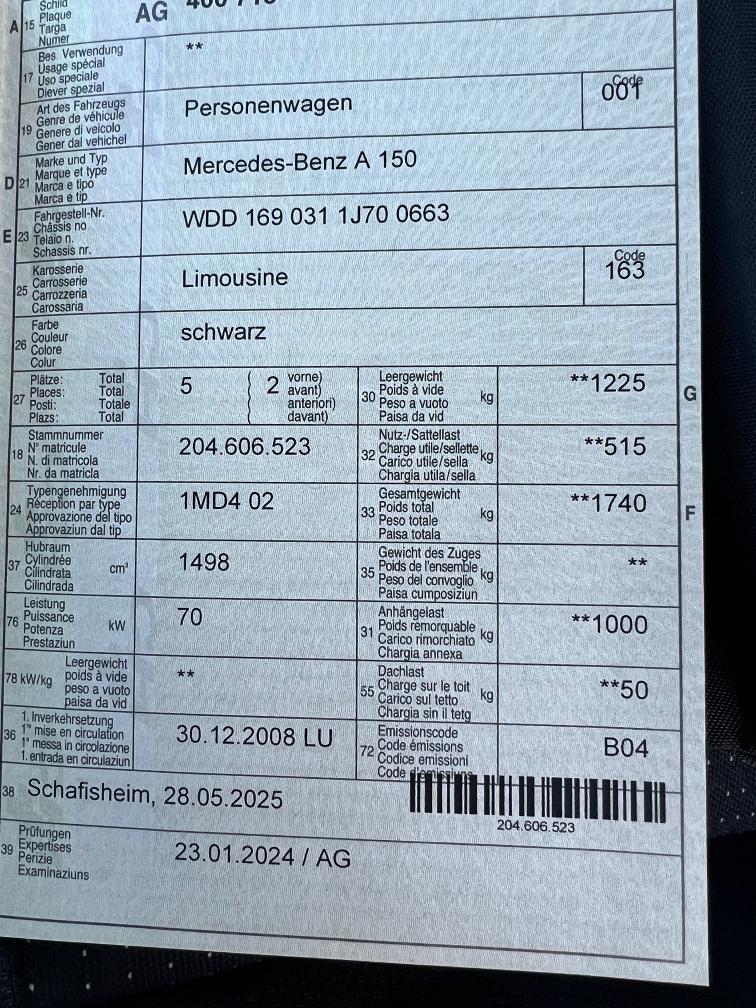 A 15 Schild
Plaque
Targa
Numer
AG
17 Bes. Verwendung
Usage spécial
Uso speciale
Diever spezial
**
19 Art des Fahrzeugs
Genre de véhicule
Genere di veicolo
Gener dal vehichel
Personenwagen
Code
001
D 21 Marke und Typ
Marque et type
Marca e tipo
Marca e tip
Mercedes-Benz A 150
E 23 Fahrgestell-Nr.
Châssis no
Telaio n.
Schassis nr.
WDD 169 031 1J70 0663
25 Karosserie
Carrosserie
Carrozzeria
Carossaria
Limousine
Code
163
26 Farbe
Couleur
Colore
Colur
schwarz
27 Plätze: Total
Places: Total
Posti: Totale
Plazs: Total
5 2 vorne)
avant)
anteriori)
davant)
30 Leergewicht
Poids à vide
Peso a vuoto
Paisa da vid
kg
**1225
G
18 Stammnummer
N° matricule
N. di matricola
Nr. da matricla
204.606.523
32 Nutz-/Sattellast
Charge utile/sellette
Carico utile/sella
Chargia utila/sella
kg
**515
24 Typengenehmigung
Réception par type
Approvazione del tipo
Approvaziun dal tip
1MD4 02
33 Gesamtgewicht
Poids total
Peso totale
Paisa totala
kg
**1740
F
37 Hubraum
Cylindrée
Cilindrata
Cilindrada
cm³
1498
35 Gewicht des Zuges
Poids de l'ensemble
Peso del convoglio
Paisa cumposiziun
kg
**
76 Leistung
Puissance
Potenza
Prestaziun
kW
70
31 Anhängelast
Poids remorquable
Carico rimorchiato
Chargia annexa
kg
**1000
78 kW/kg
Leergewicht
poids à vide
peso a vuoto
paisa da vid
**
55 Dachlast
Charge sur le toit
Carico sul tetto
Chargia sin il tetg
kg
**50
36 1. Inverkehrsetzung
1re mise en circulation
1a messa in circolazione
1. entrada en circulaziun
30.12.2008 LU
72 Emissionscode
Code émissions
Codice emissioni
Code d'emissiuns
B04
38 Schafisheim, 28.05.2025
204.606.523
39 Prüfungen
Expertises
Perizie
Examinaziuns
23.01.2024 / AG